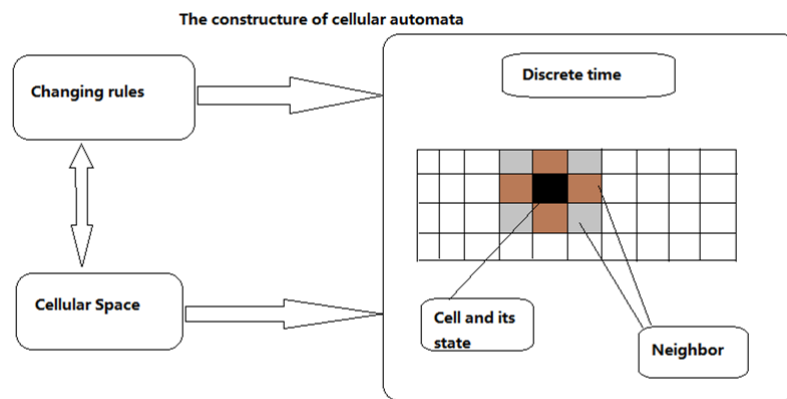 The constructure of cellular automata
Changing rules
Discrete time
Cellular Space
Cell and its
state
Neighbor